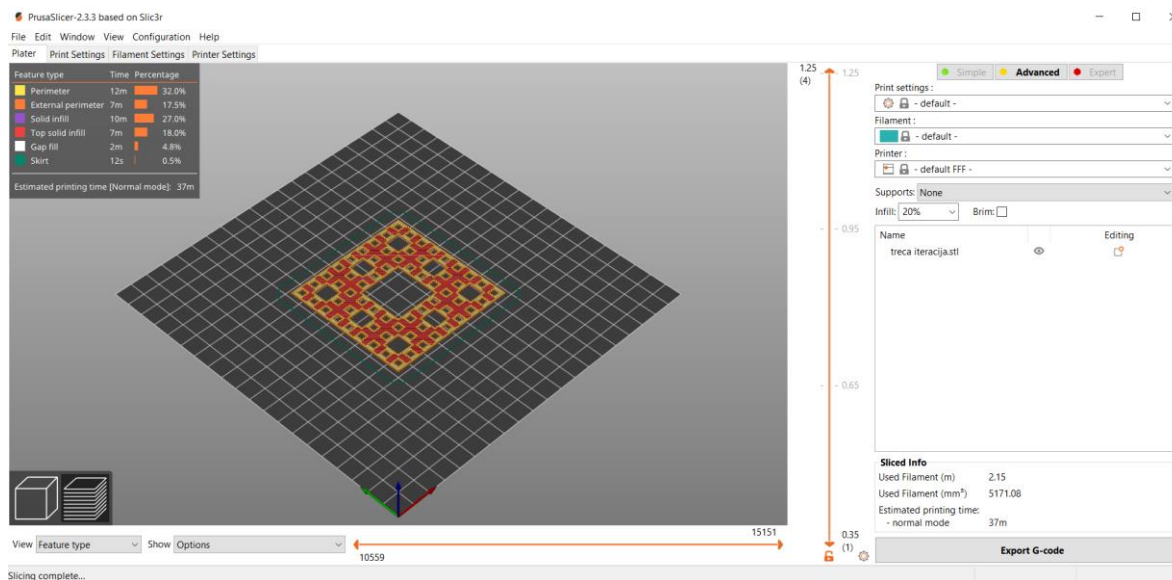 PrusaSlicer-2.3.3 based on Slic3r
File Edit Window View Configuration Help
Plater Print Settings Filament Settings Printer Settings
Feature type Time Percentage
Perimeter 12m 32.0%
External perimeter 7m 17.5%
Solid infill 10m 27.0%
Top solid infill 7m 18.0%
Gap fill 2m 4.8%
Skirt 12s 0.5%
Estimated printing time [Normal mode]: 37m
1.25
(4)
1.25
0.95
0.65
0.35
(1)
Simple Advanced Expert
Print settings :
- default -
Filament :
- default -
Printer :
- default FFF -
Supports: None
Infill: 20% Brim:
Name Editing
treca iteracija.stl
Sliced Info
Used Filament (m) 2.15
Used Filament (mm³) 5171.08
Estimated printing time:
- normal mode 37m
Export G-code
15151
View Feature type Show Options
10559
Slicing complete...